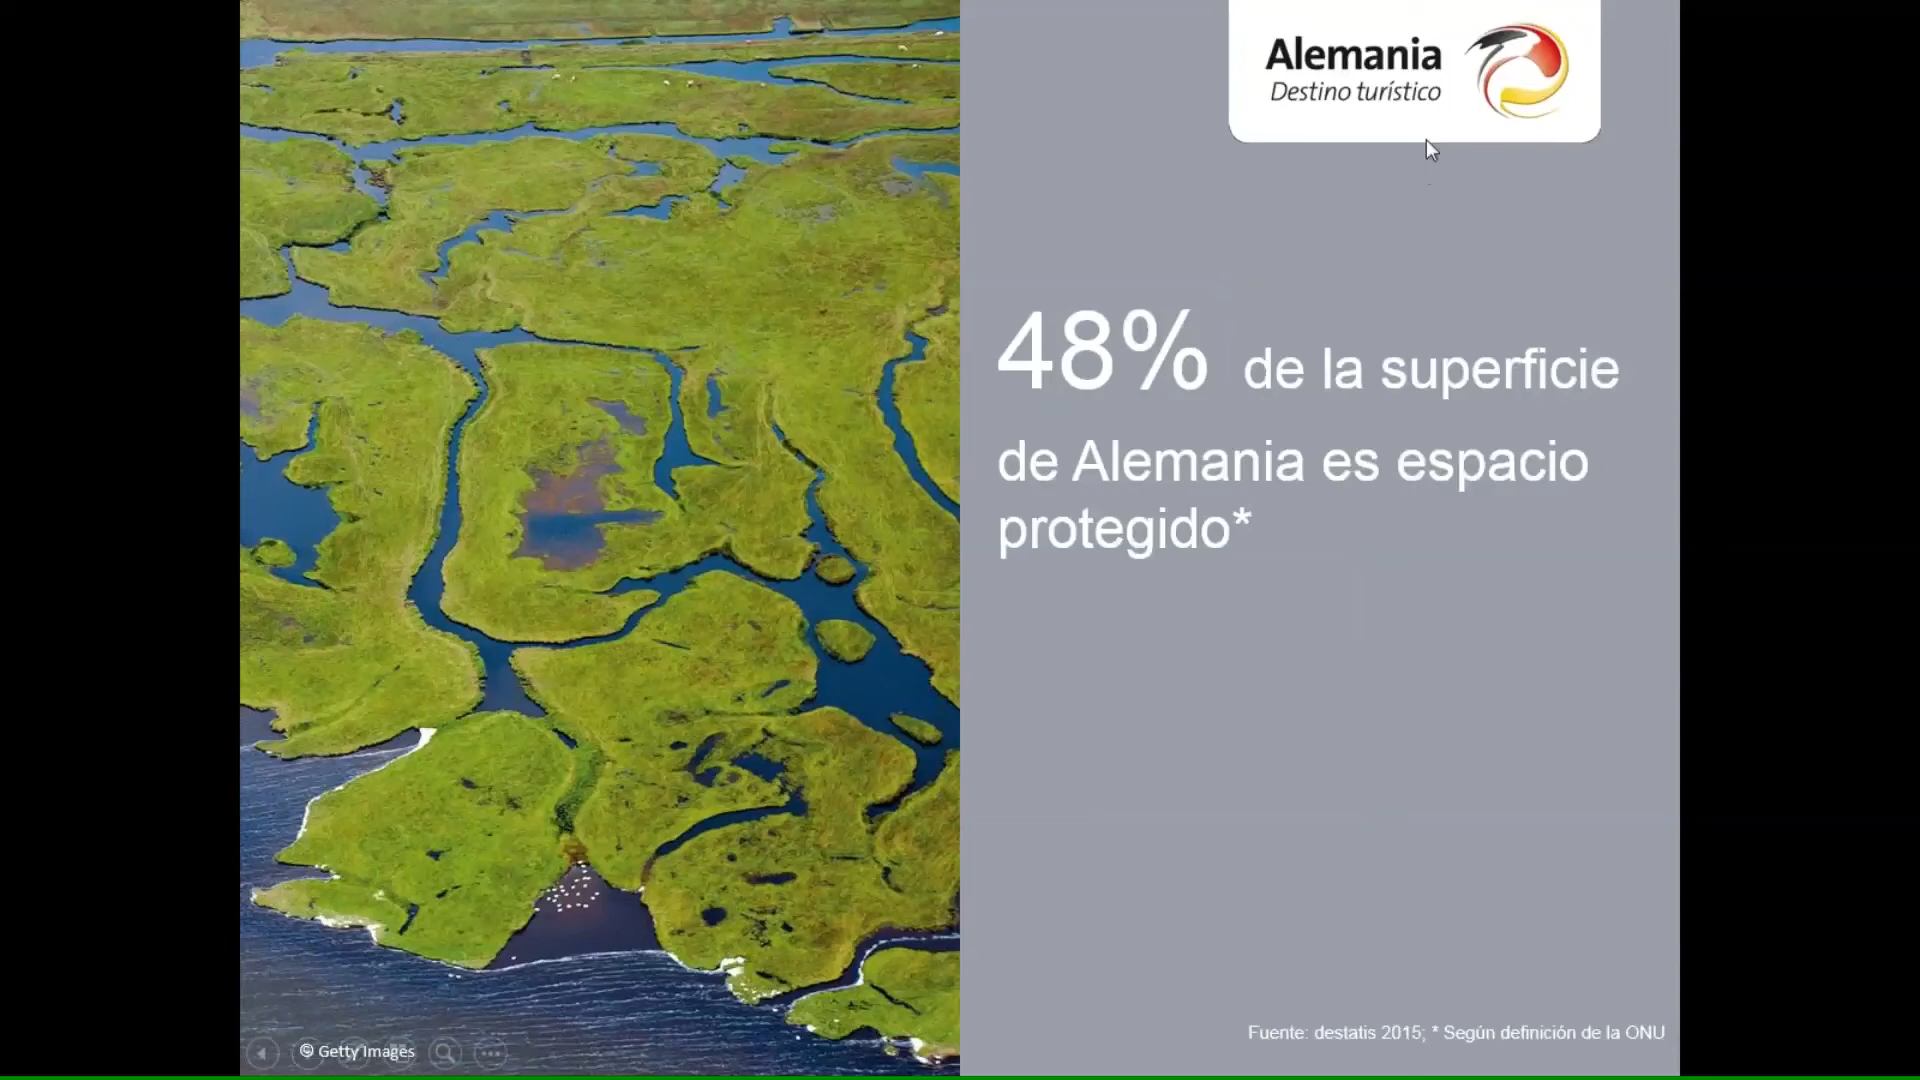 Alemania
Destino turístico
48% de la superficie
de Alemania es espacio
protegido*
Fuente: destatis 2015; * Según definición de la ONU
© Getty Images